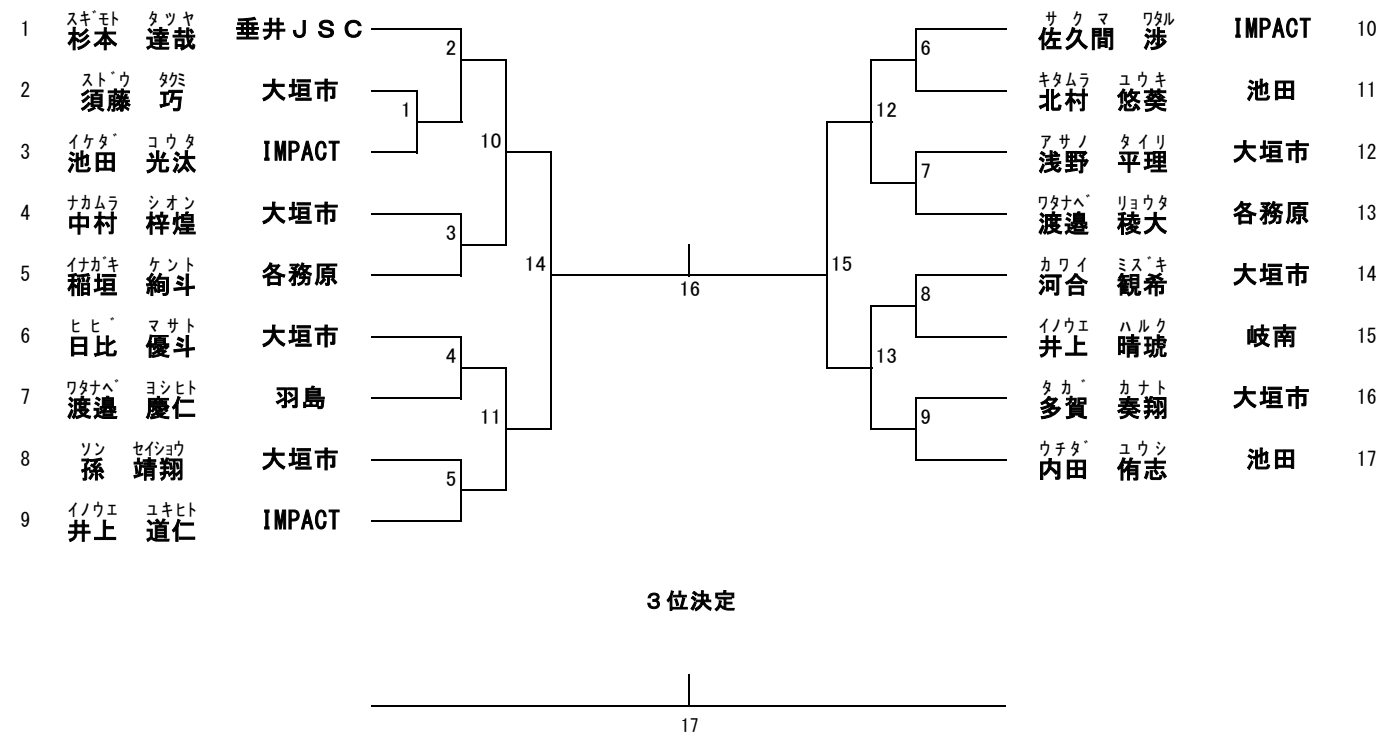 スギモト タツヤ
1 杉本 達哉 垂井ＪＳＣ
2
ストﾞウ タクミ
2 須藤 巧 大垣市
1
イケダ コウタ
3 池田 光汰 IMPACT
10
ナカムラ シオン
4 中村 梓煌 大垣市
3
イナガキ ケント
5 稲垣 絢斗 各務原
14
ヒビ マサト
6 日比 優斗 大垣市
4
ワタナベ ヨシヒト
7 渡邉 慶仁 羽島
11
ソン セイショウ
8 孫 靖翔 大垣市
5
イノウエ ユキヒト
9 井上 道仁 IMPACT
16
サクマ ワタル
佐久間 渉 IMPACT 10
6
キタムラ ユウキ
北村 悠葵 池田 11
12
アサノ タイリ
浅野 平理 大垣市 12
7
ワタナベ リョウタ
渡邉 稜大 各務原 13
15
カワイ ミズキ
河合 観希 大垣市 14
8
イノウエ ハルク
井上 晴琥 岐南 15
13
タガ カナト
多賀 奏翔 大垣市 16
9
ウチダ ユウシ
内田 侑志 池田 17
３位決定
17